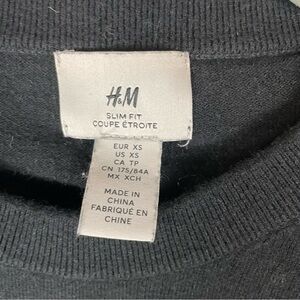 H&M
SLIM FIT
COUPE ÉTROITE
EUR XS
US XS
CA TP
CN 175/84A
MX XCH
MADE IN
CHINA
FABRIQUÉ EN
CHINE